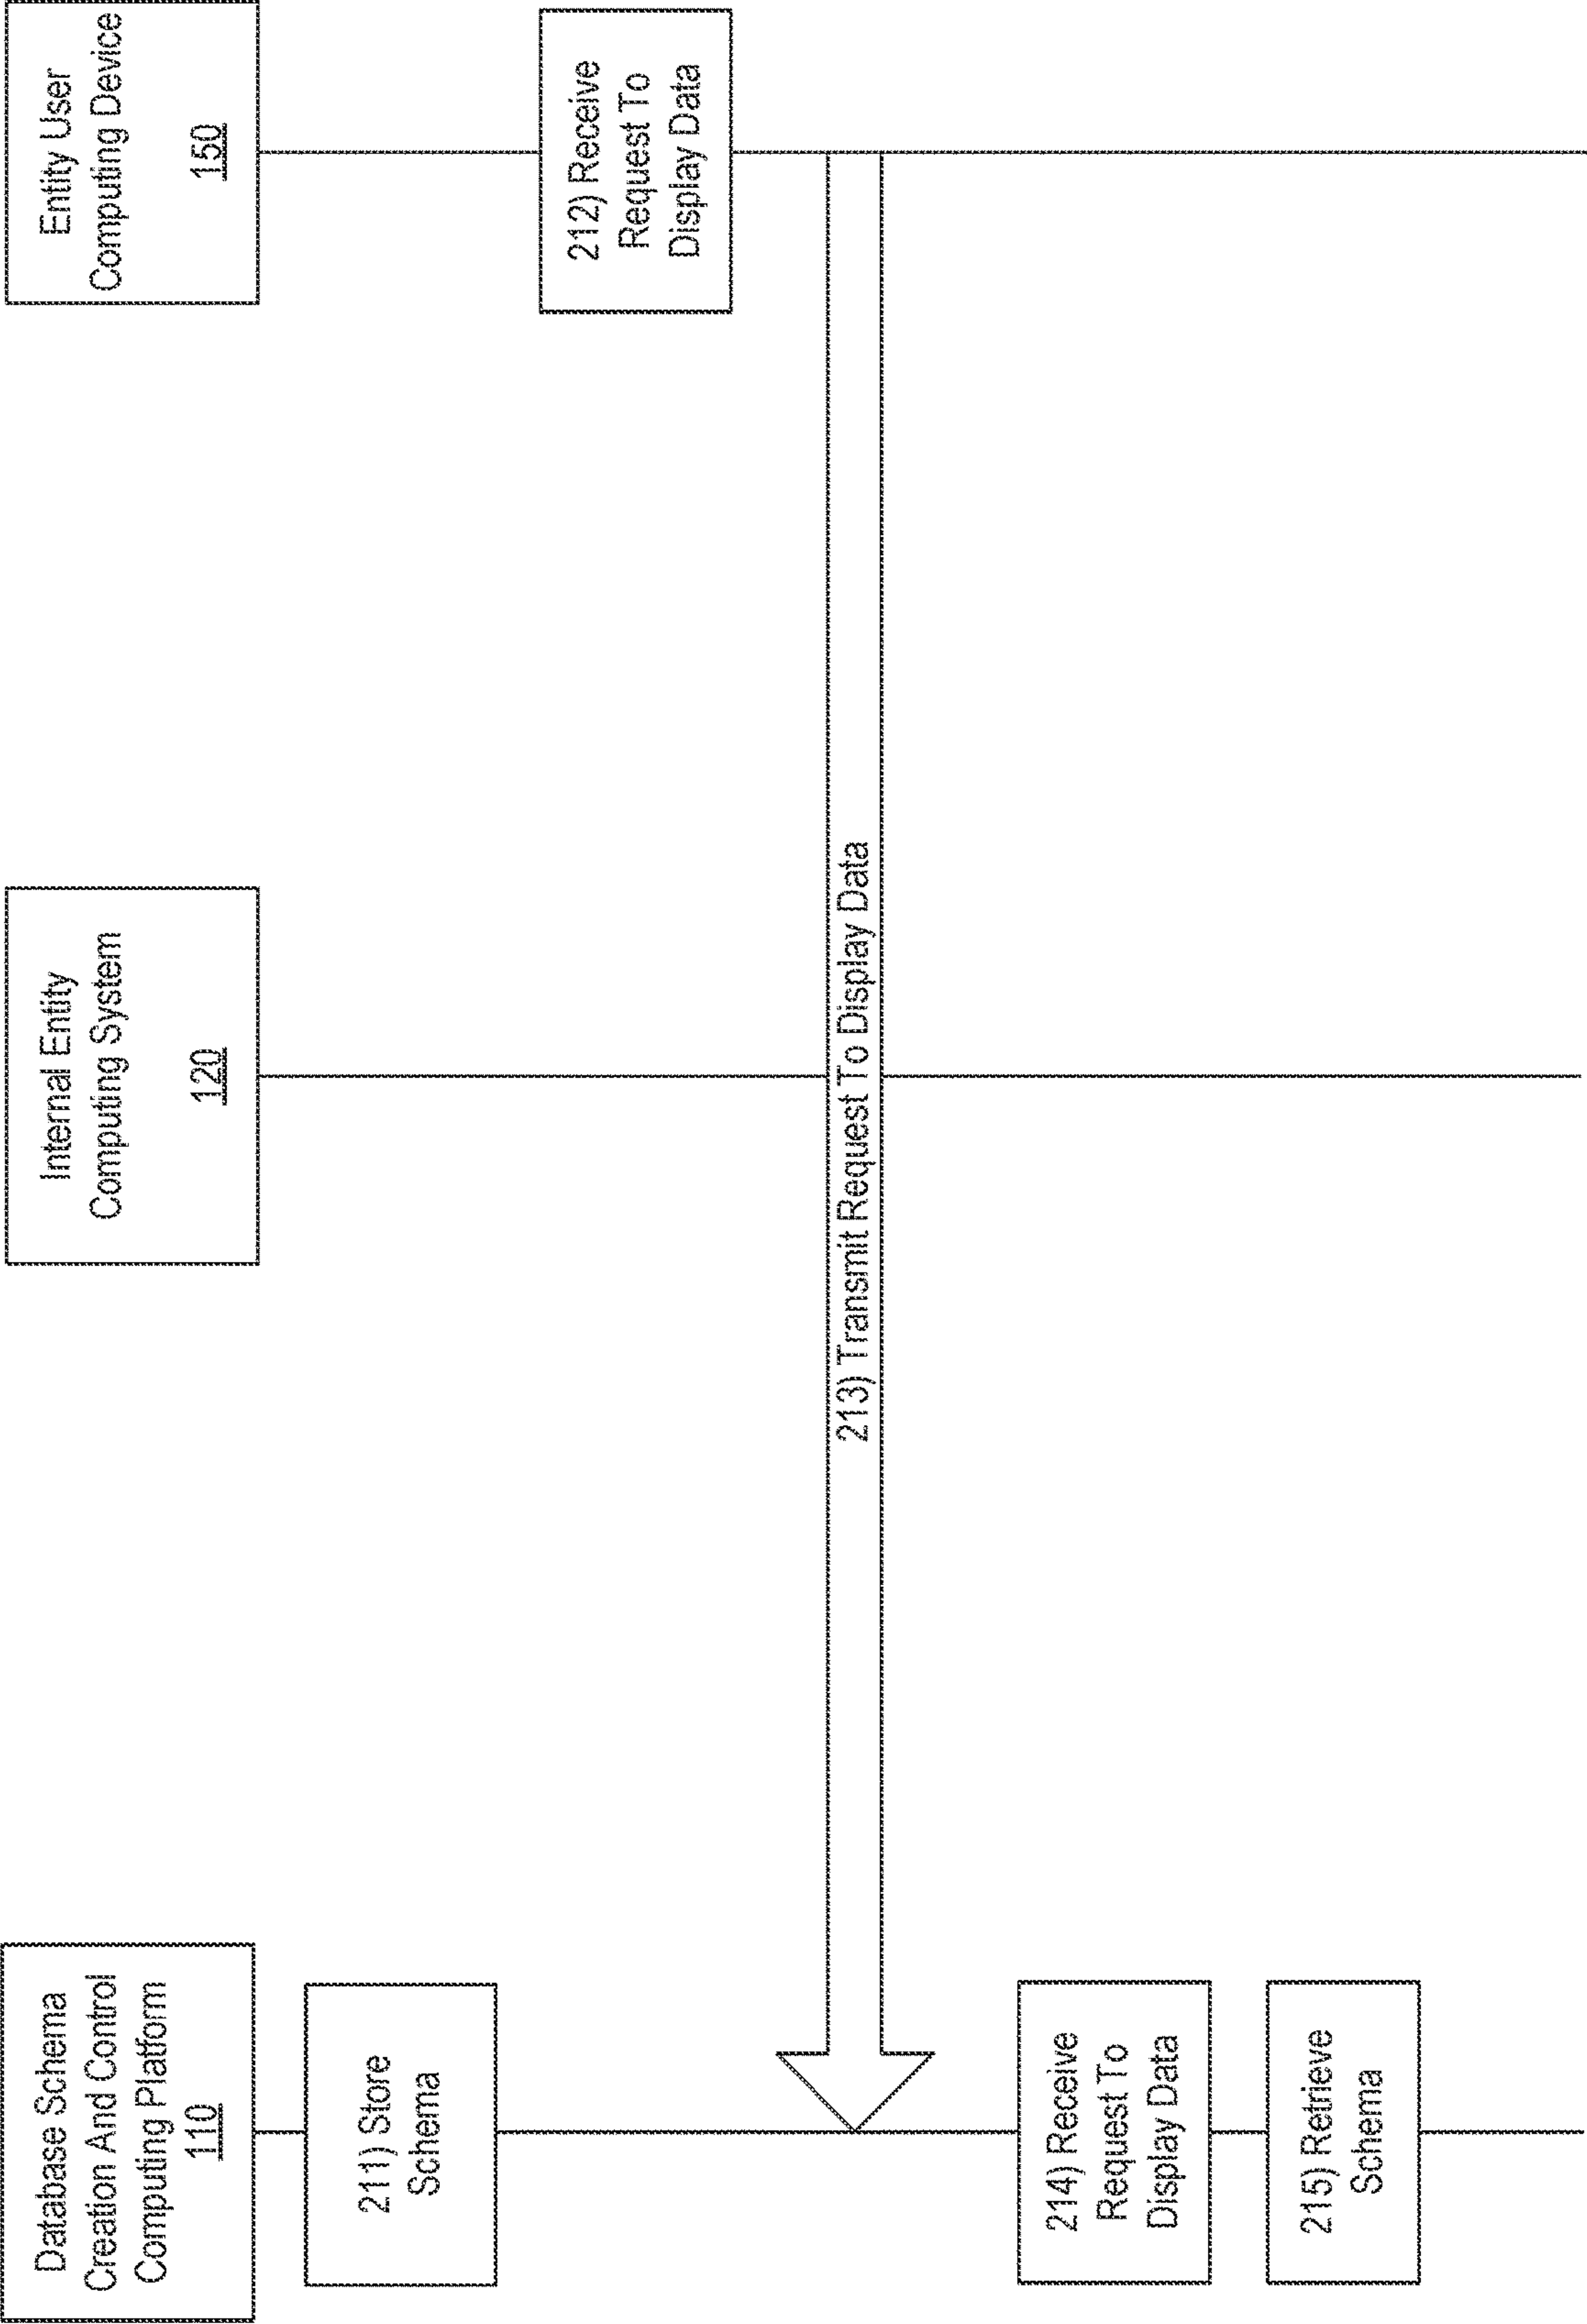 Database Schema
Creation And Control
Computing Platform
110
Internal Entity
Computing System
120
Entity User
Computing Device
150
211) Store
Schema
212) Receive
Request To
Display Data
213) Transmit Request To Display Data
214) Receive
Request To
Display Data
215) Retrieve
Schema